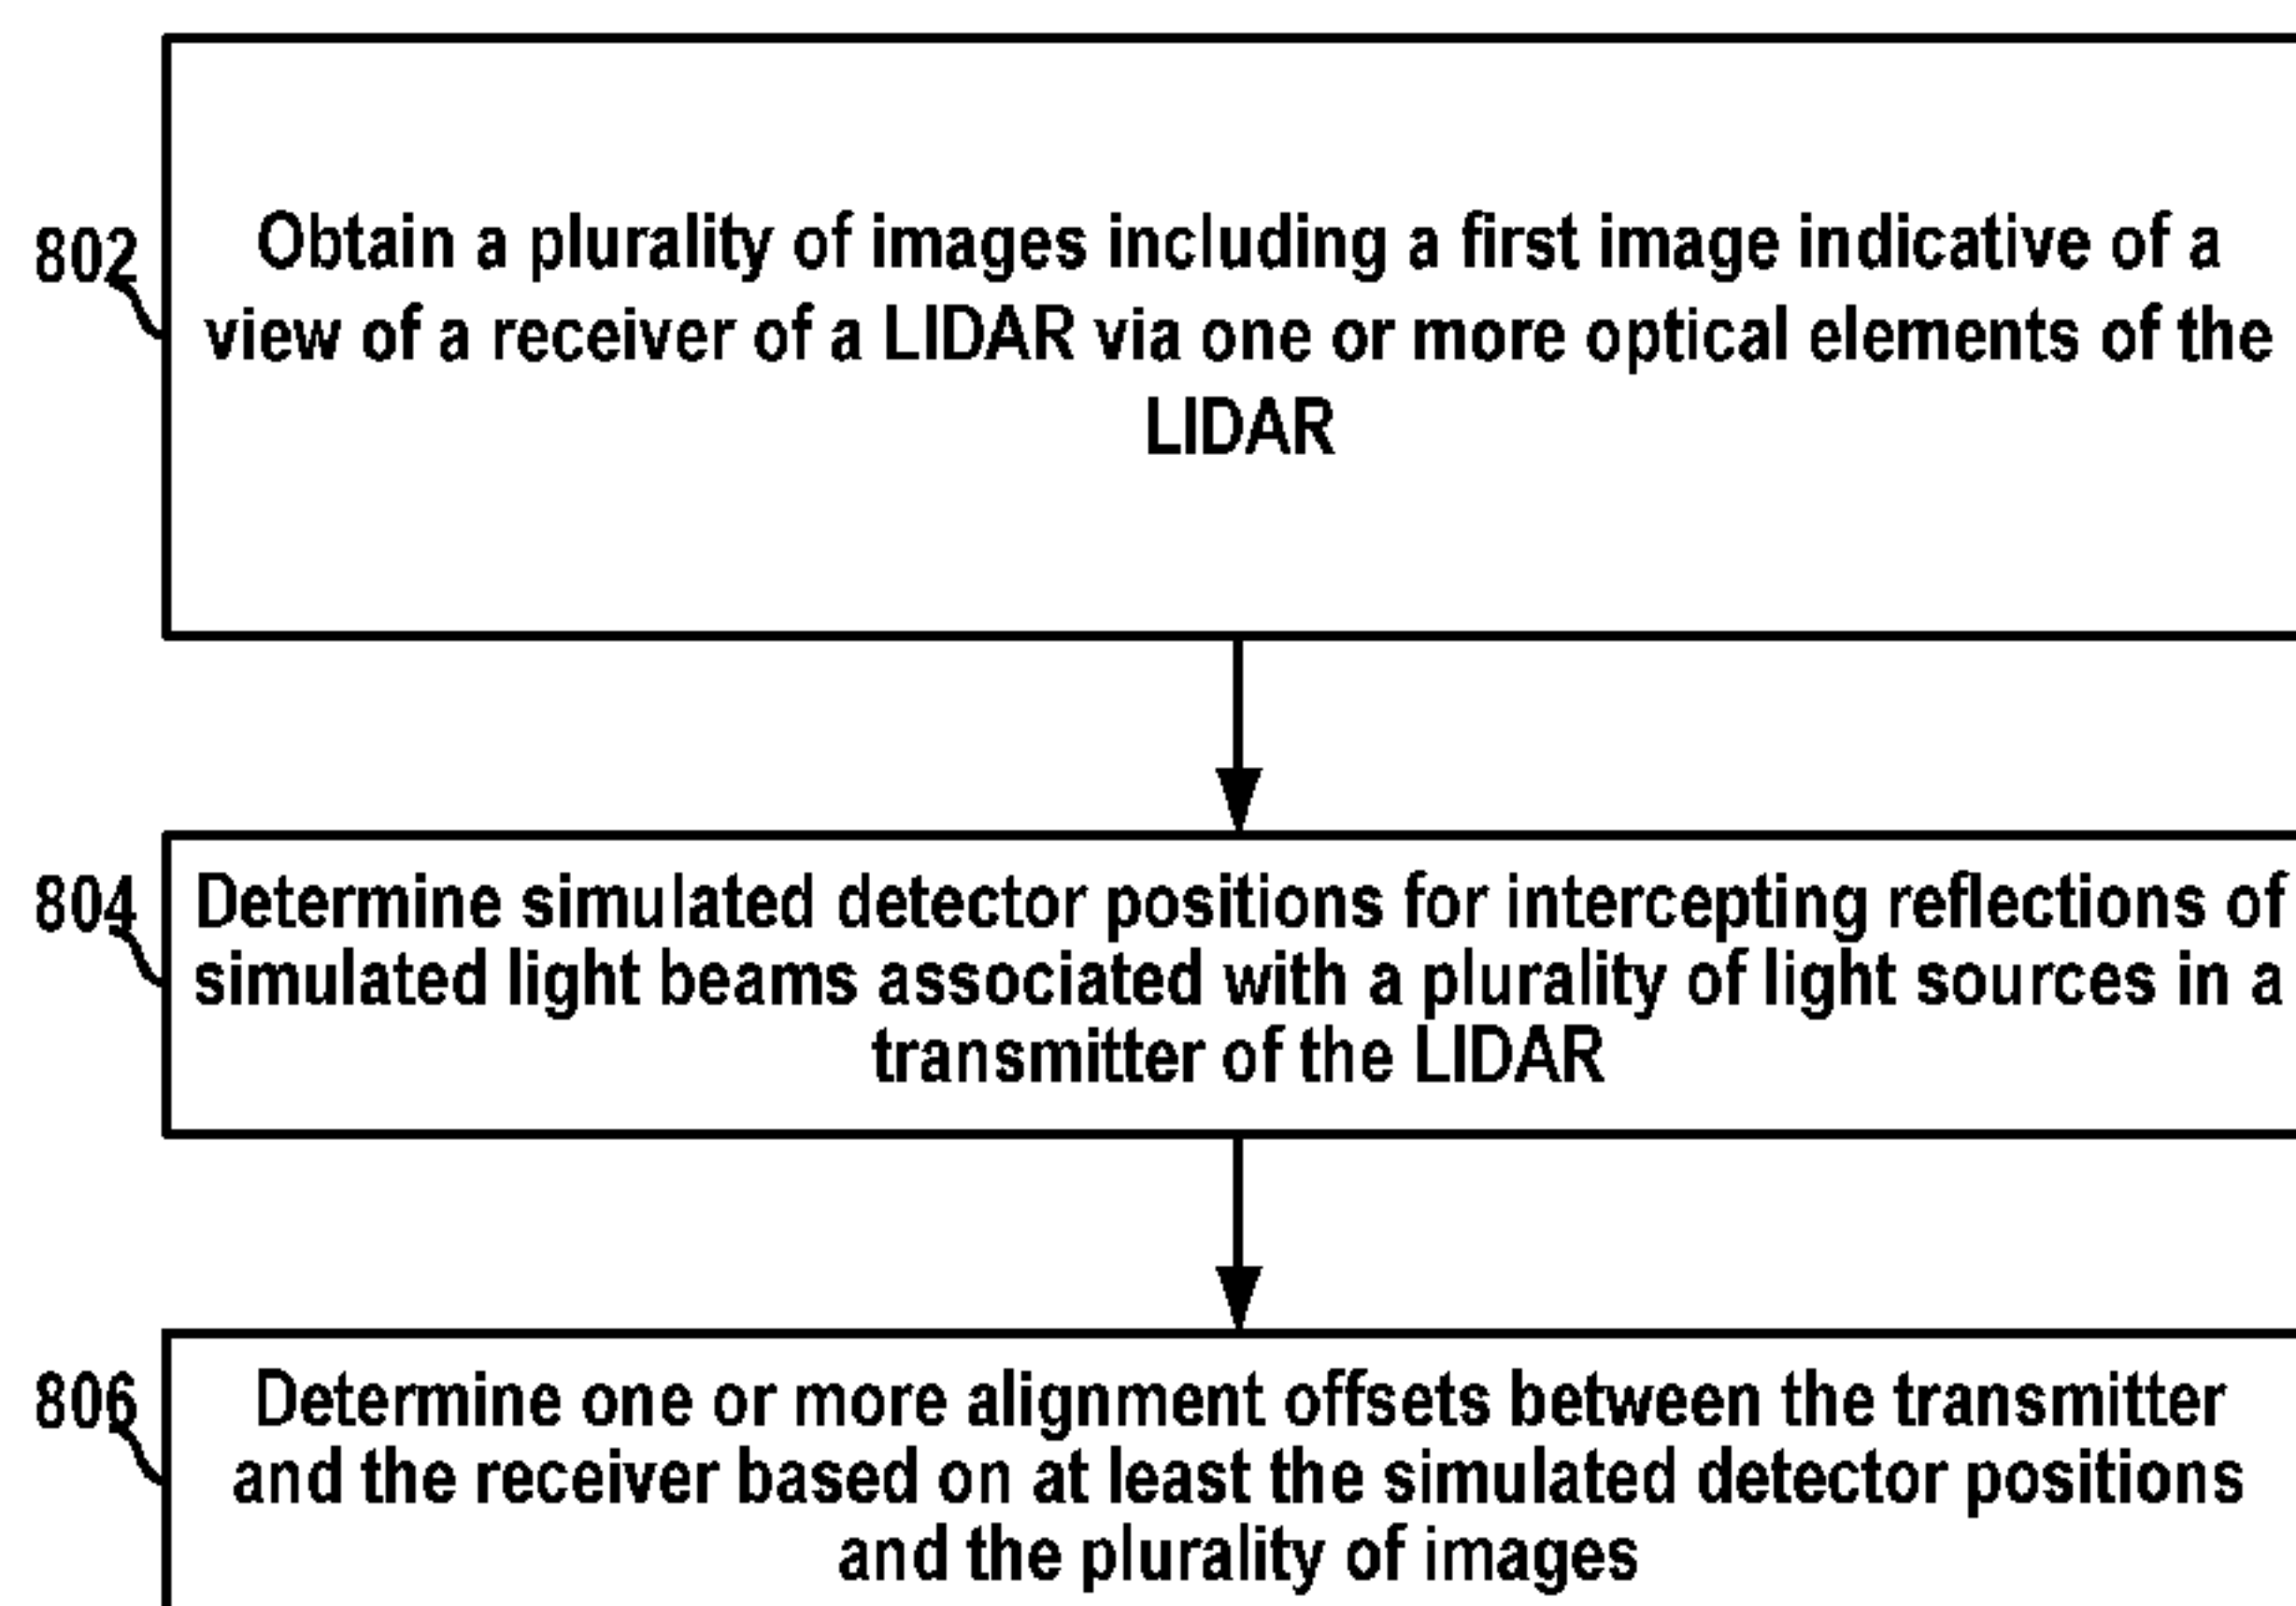 802
Obtain a plurality of images including a first image indicative of a
view of a receiver of a LIDAR via one or more optical elements of the
LIDAR
804
Determine simulated detector positions for intercepting reflections of
simulated light beams associated with a plurality of light sources in a
transmitter of the LIDAR
806
Determine one or more alignment offsets between the transmitter
and the receiver based on at least the simulated detector positions
and the plurality of images